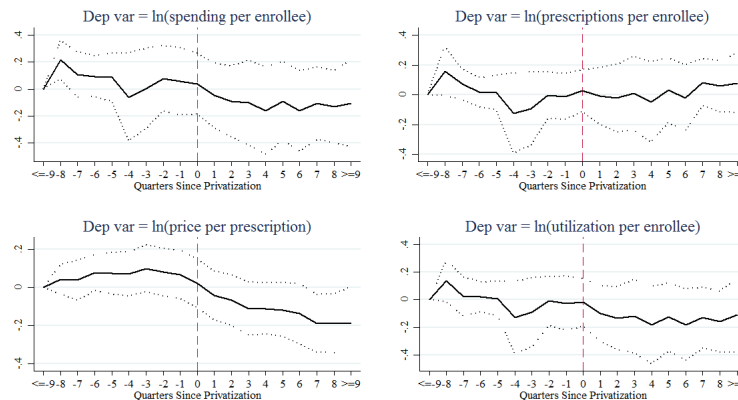 Dep var = ln(spending per enrollee)
.4
.2
0
-.2
-.4
<=-9 -8 -7 -6 -5 -4 -3 -2 -1 0 1 2 3 4 5 6 7 8 >=9
Quarters Since Privatization
Dep var = ln(prescriptions per enrollee)
.4
.2
0
-.2
-.4
<=-9 -8 -7 -6 -5 -4 -3 -2 -1 0 1 2 3 4 5 6 7 8 >=9
Quarters Since Privatization
Dep var = ln(price per prescription)
.2
0
-.2
-.4
<=-9 -8 -7 -6 -5 -4 -3 -2 -1 0 1 2 3 4 5 6 7 8 >=9
Quarters Since Privatization
Dep var = ln(utilization per enrollee)
.4
.2
0
-.2
-.4
<=-9 -8 -7 -6 -5 -4 -3 -2 -1 0 1 2 3 4 5 6 7 8 >=9
Quarters Since Privatization